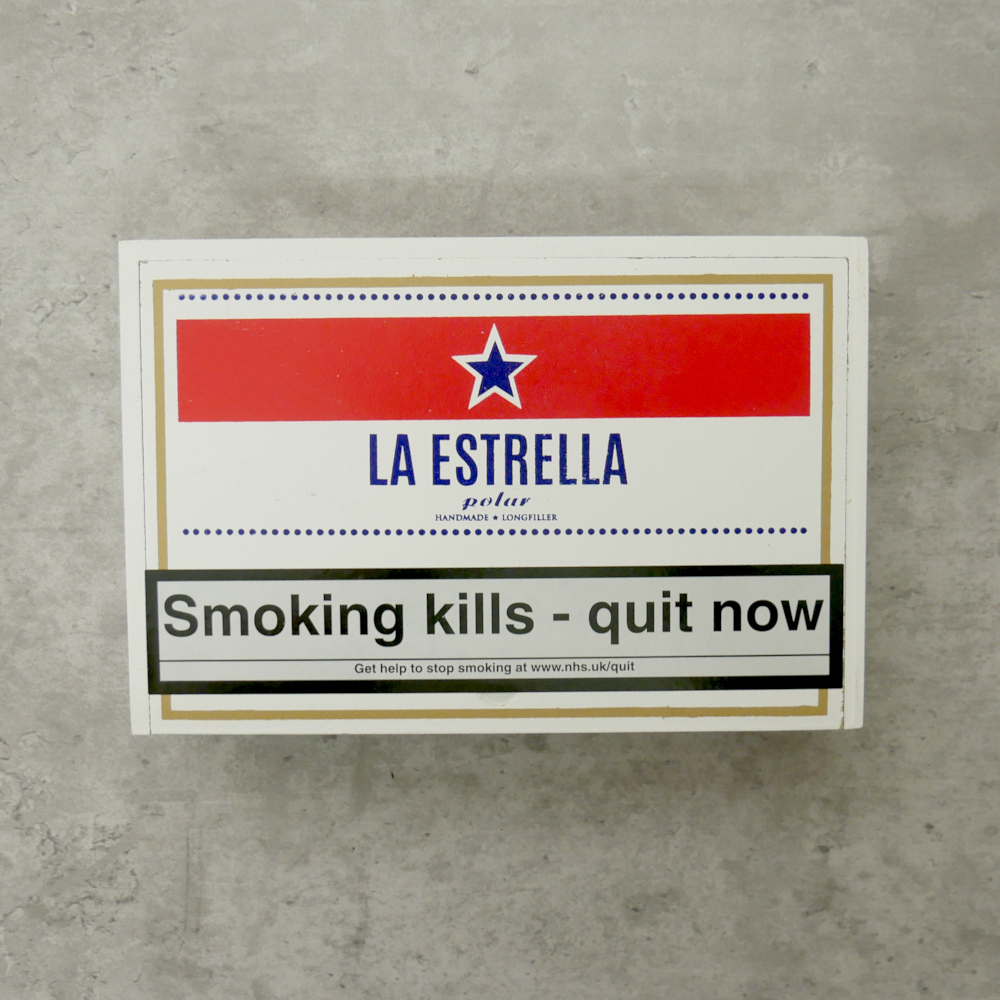 LA ESTRELLA
polar
HANDMADE ★ LONGFILLER
Smoking kills - quit now
Get help to stop smoking at www.nhs.uk/quit